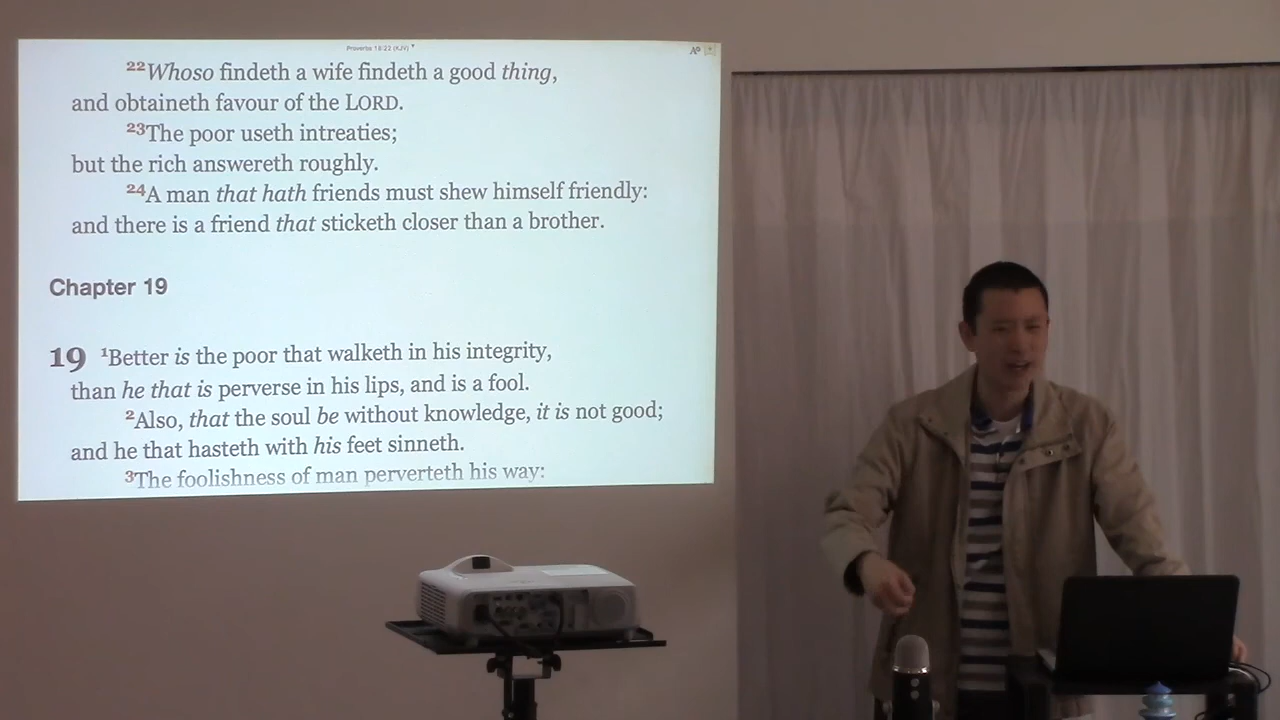 Proverbs 18:22 (KJV)
22Whoso findeth a wife findeth a good thing,
and obtaineth favour of the LORD.
23The poor useth intreaties;
but the rich answereth roughly.
24A man that hath friends must shew himself friendly:
and there is a friend that sticketh closer than a brother.
Chapter 19
19 1Better is the poor that walketh in his integrity,
than he that is perverse in his lips, and is a fool.
2Also, that the soul be without knowledge, it is not good;
and he that hasteth with his feet sinneth.
3The foolishness of man perverteth his way: